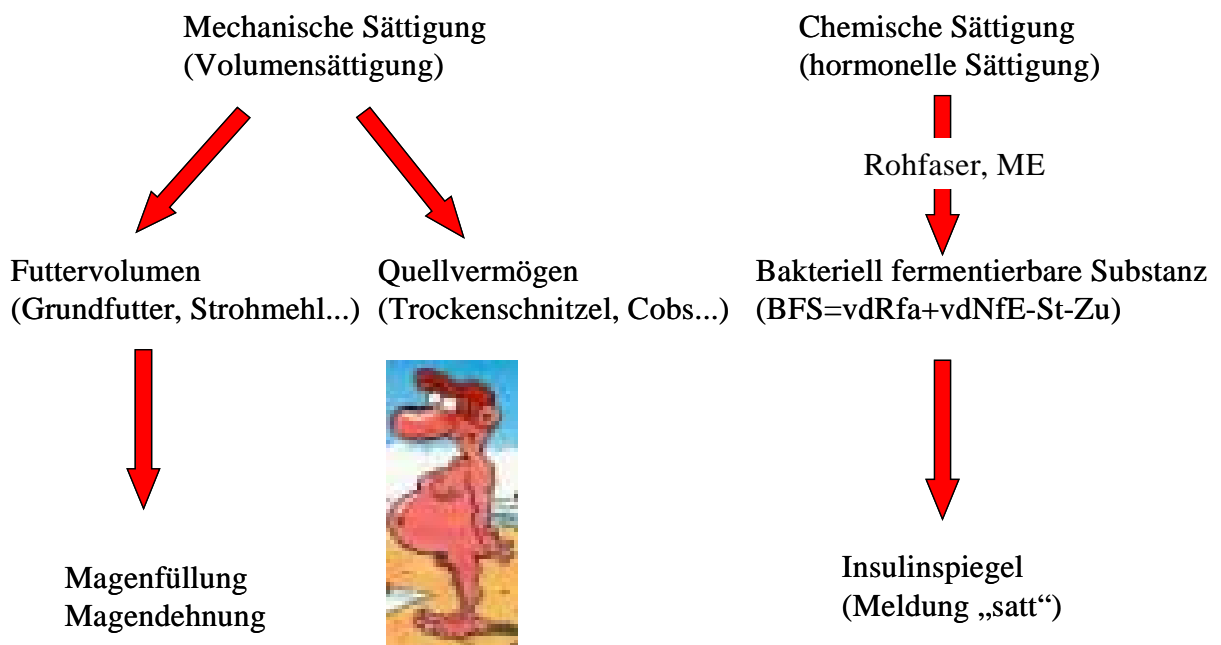 Mechanische Sättigung
(Volumensättigung)
Chemische Sättigung
(hormonelle Sättigung)
Rohfaser, ME
Futtervolumen
(Grundfutter, Strohmehl...)
Quellvermögen
(Trockenschnitzel, Cobs...)
Bakteriell fermentierbare Substanz
(BFS=vdRfa+vdNfE-St-Zu)
Magenfüllung
Magendehnung
Insulinspiegel
(Meldung „satt“)